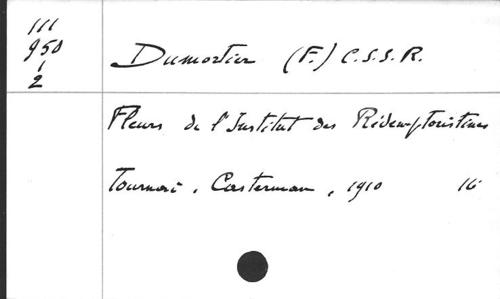 111
950
1
2
Dumortier (F.) C.S.S.R.
Fleurs de l'Institut des Rédemptoristines
Tournai, Casterman, 1910 16